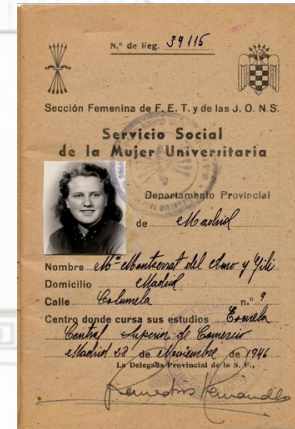 N.º de Reg. 39115
Sección Femenina de F. E. T. y de las J. O. N. S.
Servicio Social
de la Mujer Universitaria
Departamento Provincial
de Madrid
Nombre Mª Montserrat del Amo y Gili
Domicilio Madrid
Calle Columela n.º 9
Centro donde cursa sus estudios Escuela
Central Superior de Comercio
Madrid 23 de Noviembre de 1946
La Delegada Provincial de la S. F.,